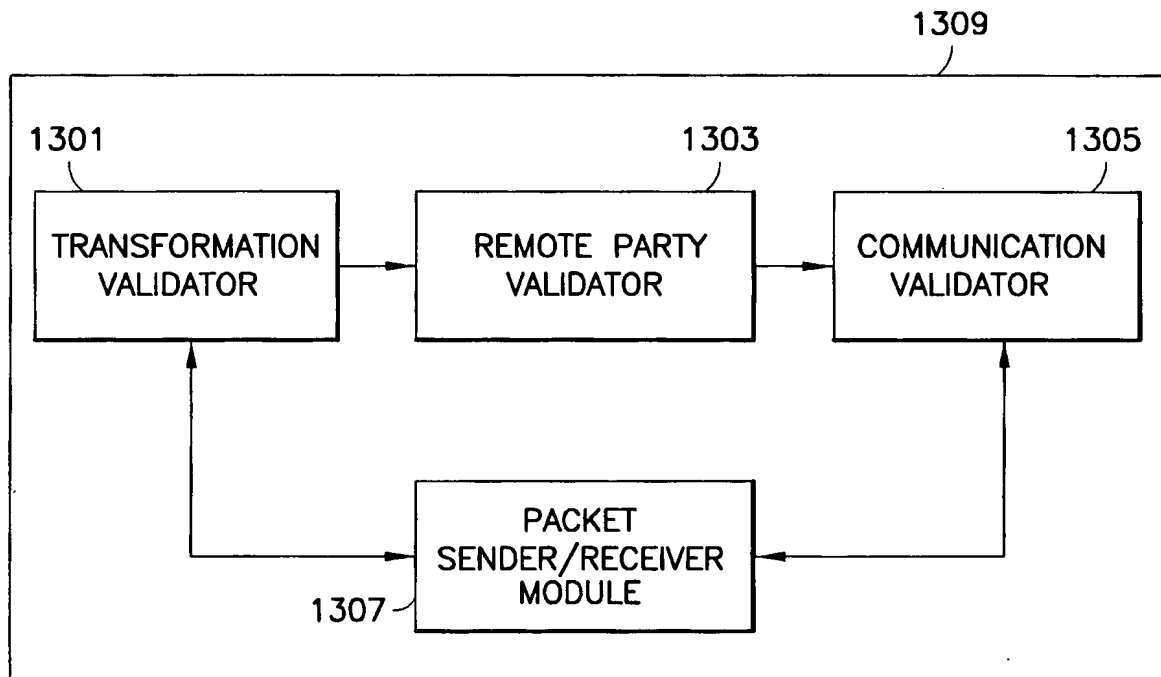 1309
1301
1303
1305
TRANSFORMATION
VALIDATOR
REMOTE PARTY
VALIDATOR
COMMUNICATION
VALIDATOR
PACKET
SENDER/RECEIVER
MODULE
1307